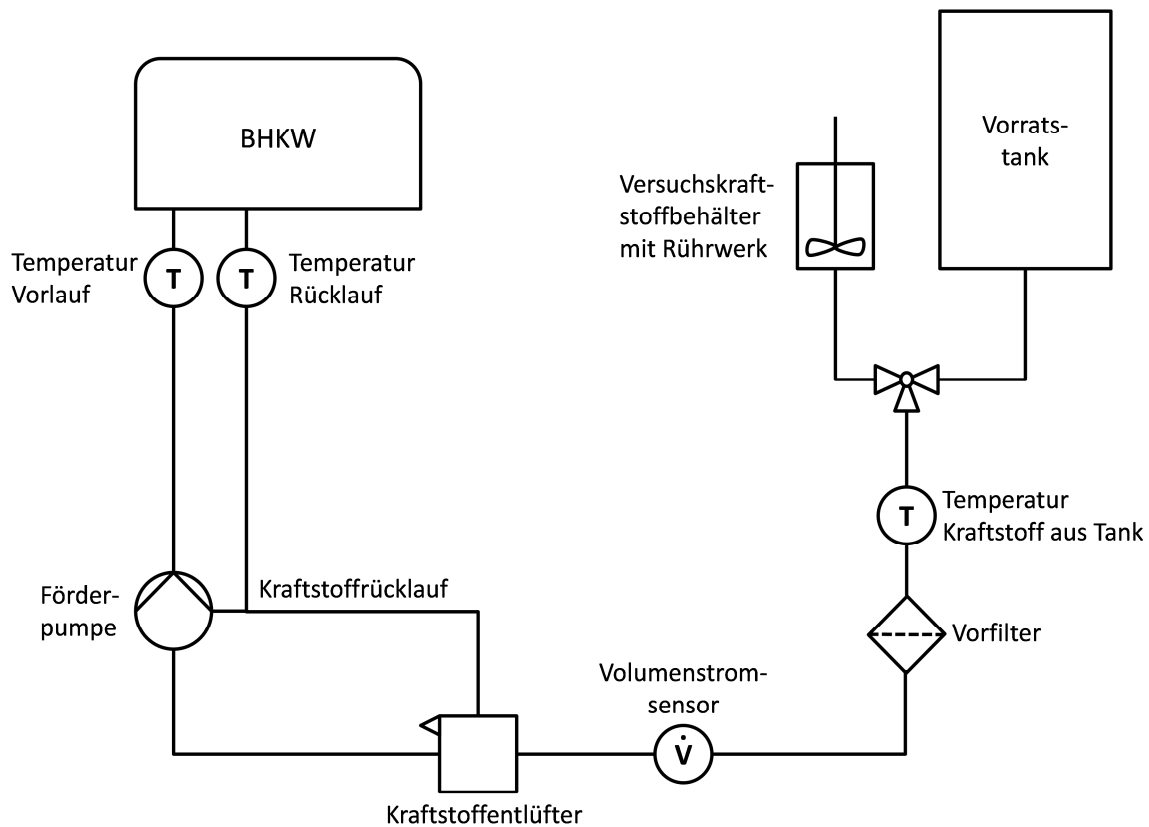 BHKW
Vorrats-
tank
Versuchskraft-
stoffbehälter
mit Rührwerk
Temperatur
Vorlauf
T
T
Temperatur
Rücklauf
T
Temperatur
Kraftstoff aus Tank
Förder-
pumpe
Kraftstoffrücklauf
Vorfilter
Volumenstrom-
sensor
V̇
Kraftstoffentlüfter